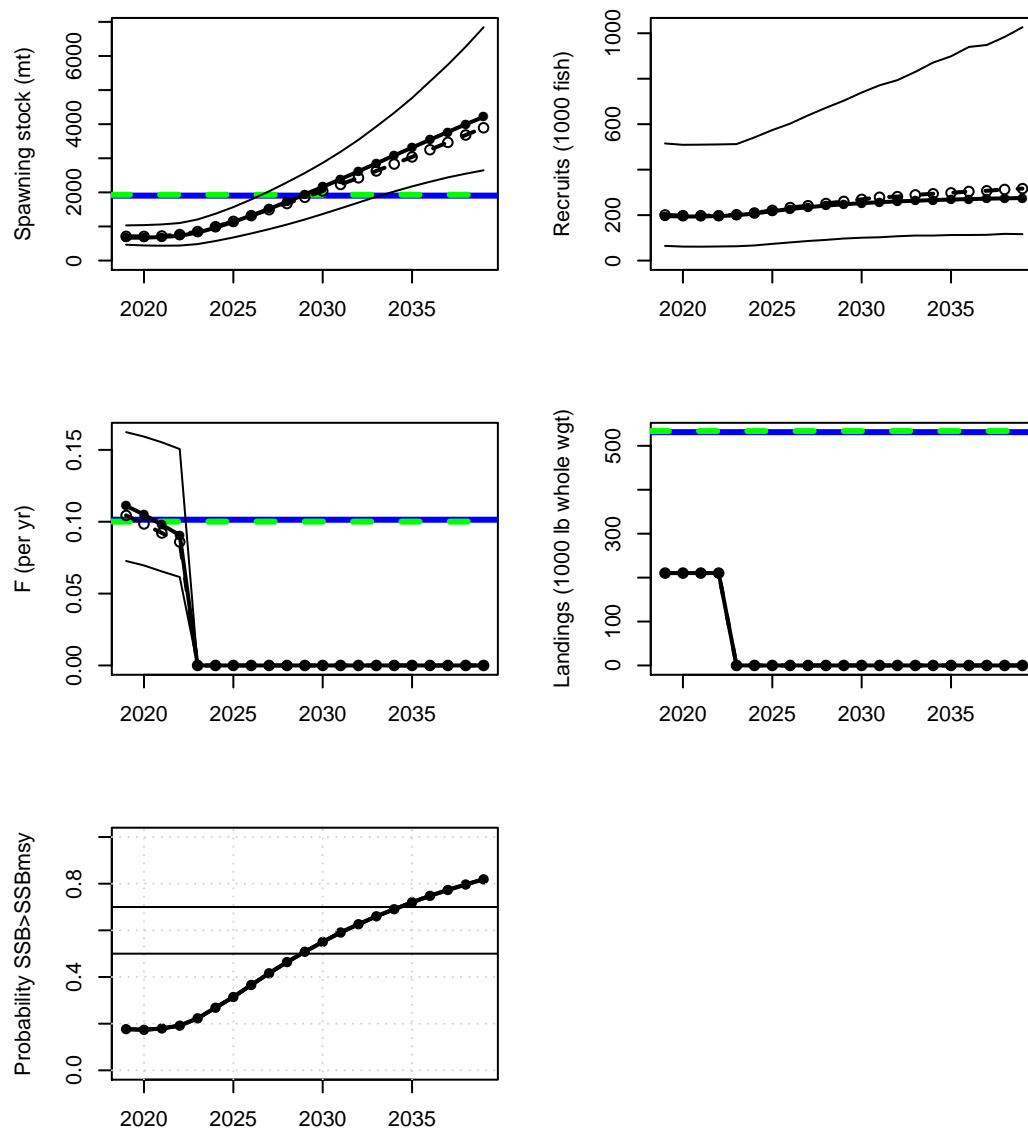 Spawning stock (mt)
0 2000 4000 6000
2020 2025 2030 2035
Recruits (1000 fish)
0 200 600 1000
2020 2025 2030 2035
F (per yr)
0.00 0.05 0.10 0.15
2020 2025 2030 2035
Landings (1000 lb whole wgt)
0 100 300 500
2020 2025 2030 2035
Probability SSB>SSBmsy
0.0 0.4 0.8
2020 2025 2030 2035